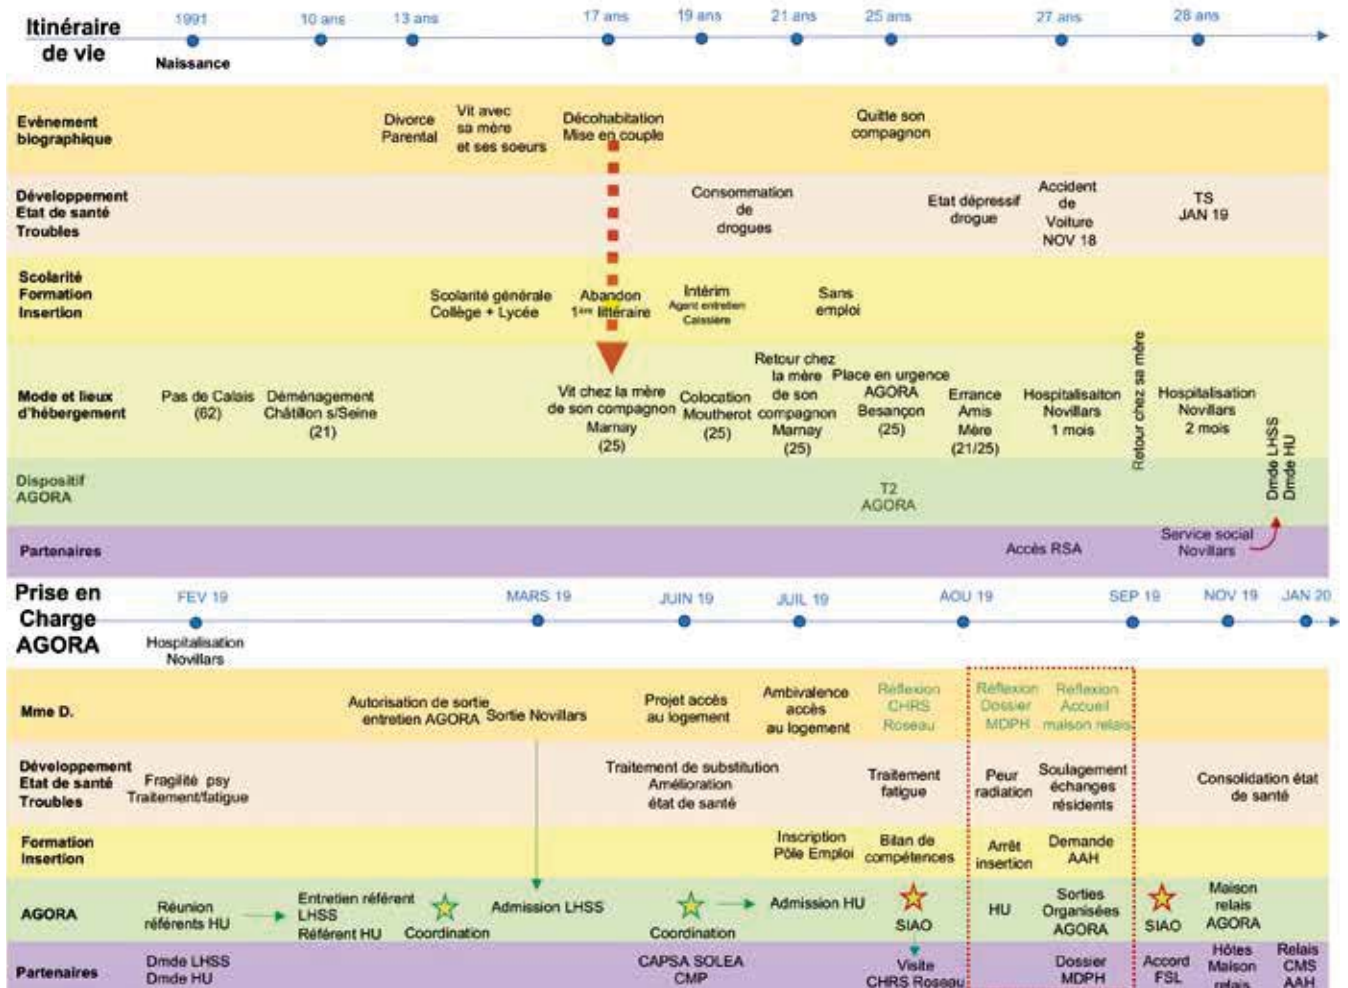 Itinéraire
de vie
1991
10 ans
13 ans
17 ans
19 ans
21 ans
25 ans
27 ans
28 ans
Naissance
Evènement
biographique
Divorce
Parental
Vit avec
sa mère
et ses soeurs
Décohabitation
Mise en couple
Quitte son
compagnon
Développement
Etat de santé
Troubles
Consommation
de
drogues
Etat dépressif
drogue
Accident
de
Voiture
NOV 18
TS
JAN 19
Scolarité
Formation
Insertion
Scolarité générale
Collège + Lycée
Abandon
1ère littéraire
Intérim
Agent entretien
Caissière
Sans
emploi
Mode et lieux
d'hébergement
Pas de Calais
(62)
Déménagement
Châtillon s/Seine
(21)
Vit chez la mère
de son compagnon
Marnay
(25)
Colocation
Moutherot
(25)
Retour chez
la mère
de son
compagnon
Marnay
(25)
Place en urgence
AGORA
Besançon
(25)
Errance
Amis
Mère
(21/25)
Hospitalisaiton
Novillars
1 mois
Retour chez sa mère
Hospitalisation
Novillars
2 mois
Dmde LHSS
Dmde HU
Dispositif
AGORA
T2
AGORA
Partenaires
Accès RSA
Service social
Novillars
Prise en
Charge
AGORA
FEV 19
MARS 19
JUIN 19
JUIL 19
AOU 19
SEP 19
NOV 19
JAN 20
Hospitalisation
Novillars
Mme D.
Autorisation de sortie
entretien AGORA
Sortie Novillars
Projet accès
au logement
Ambivalence
accès
au logement
Réflexion
CHRS
Roseau
Réflexion
Dossier
MDPH
Réflexion
Accueil
maison relais
Développement
Etat de santé
Troubles
Fragilité psy
Traitement/fatigue
Traitement de substitution
Amélioration
état de santé
Traitement
fatigue
Peur
radiation
Soulagement
échanges
résidents
Consolidation état
de santé
Formation
Insertion
Inscription
Pôle Emploi
Bilan de
compétences
Arrêt
insertion
Demande
AAH
AGORA
Réunion
référents HU
Entretien référent
LHSS
Référent HU
Coordination
Admission LHSS
Coordination
Admission HU
SIAO
HU
Sorties
Organisées
AGORA
SIAO
Maison
relais
AGORA
Partenaires
Dmde LHSS
Dmde HU
CAPSA SOLEA
CMP
Visite
CHRS Roseau
Dossier
MDPH
Accord
FSL
Hôtes
Maison
relais
Relais
CMS
AAH